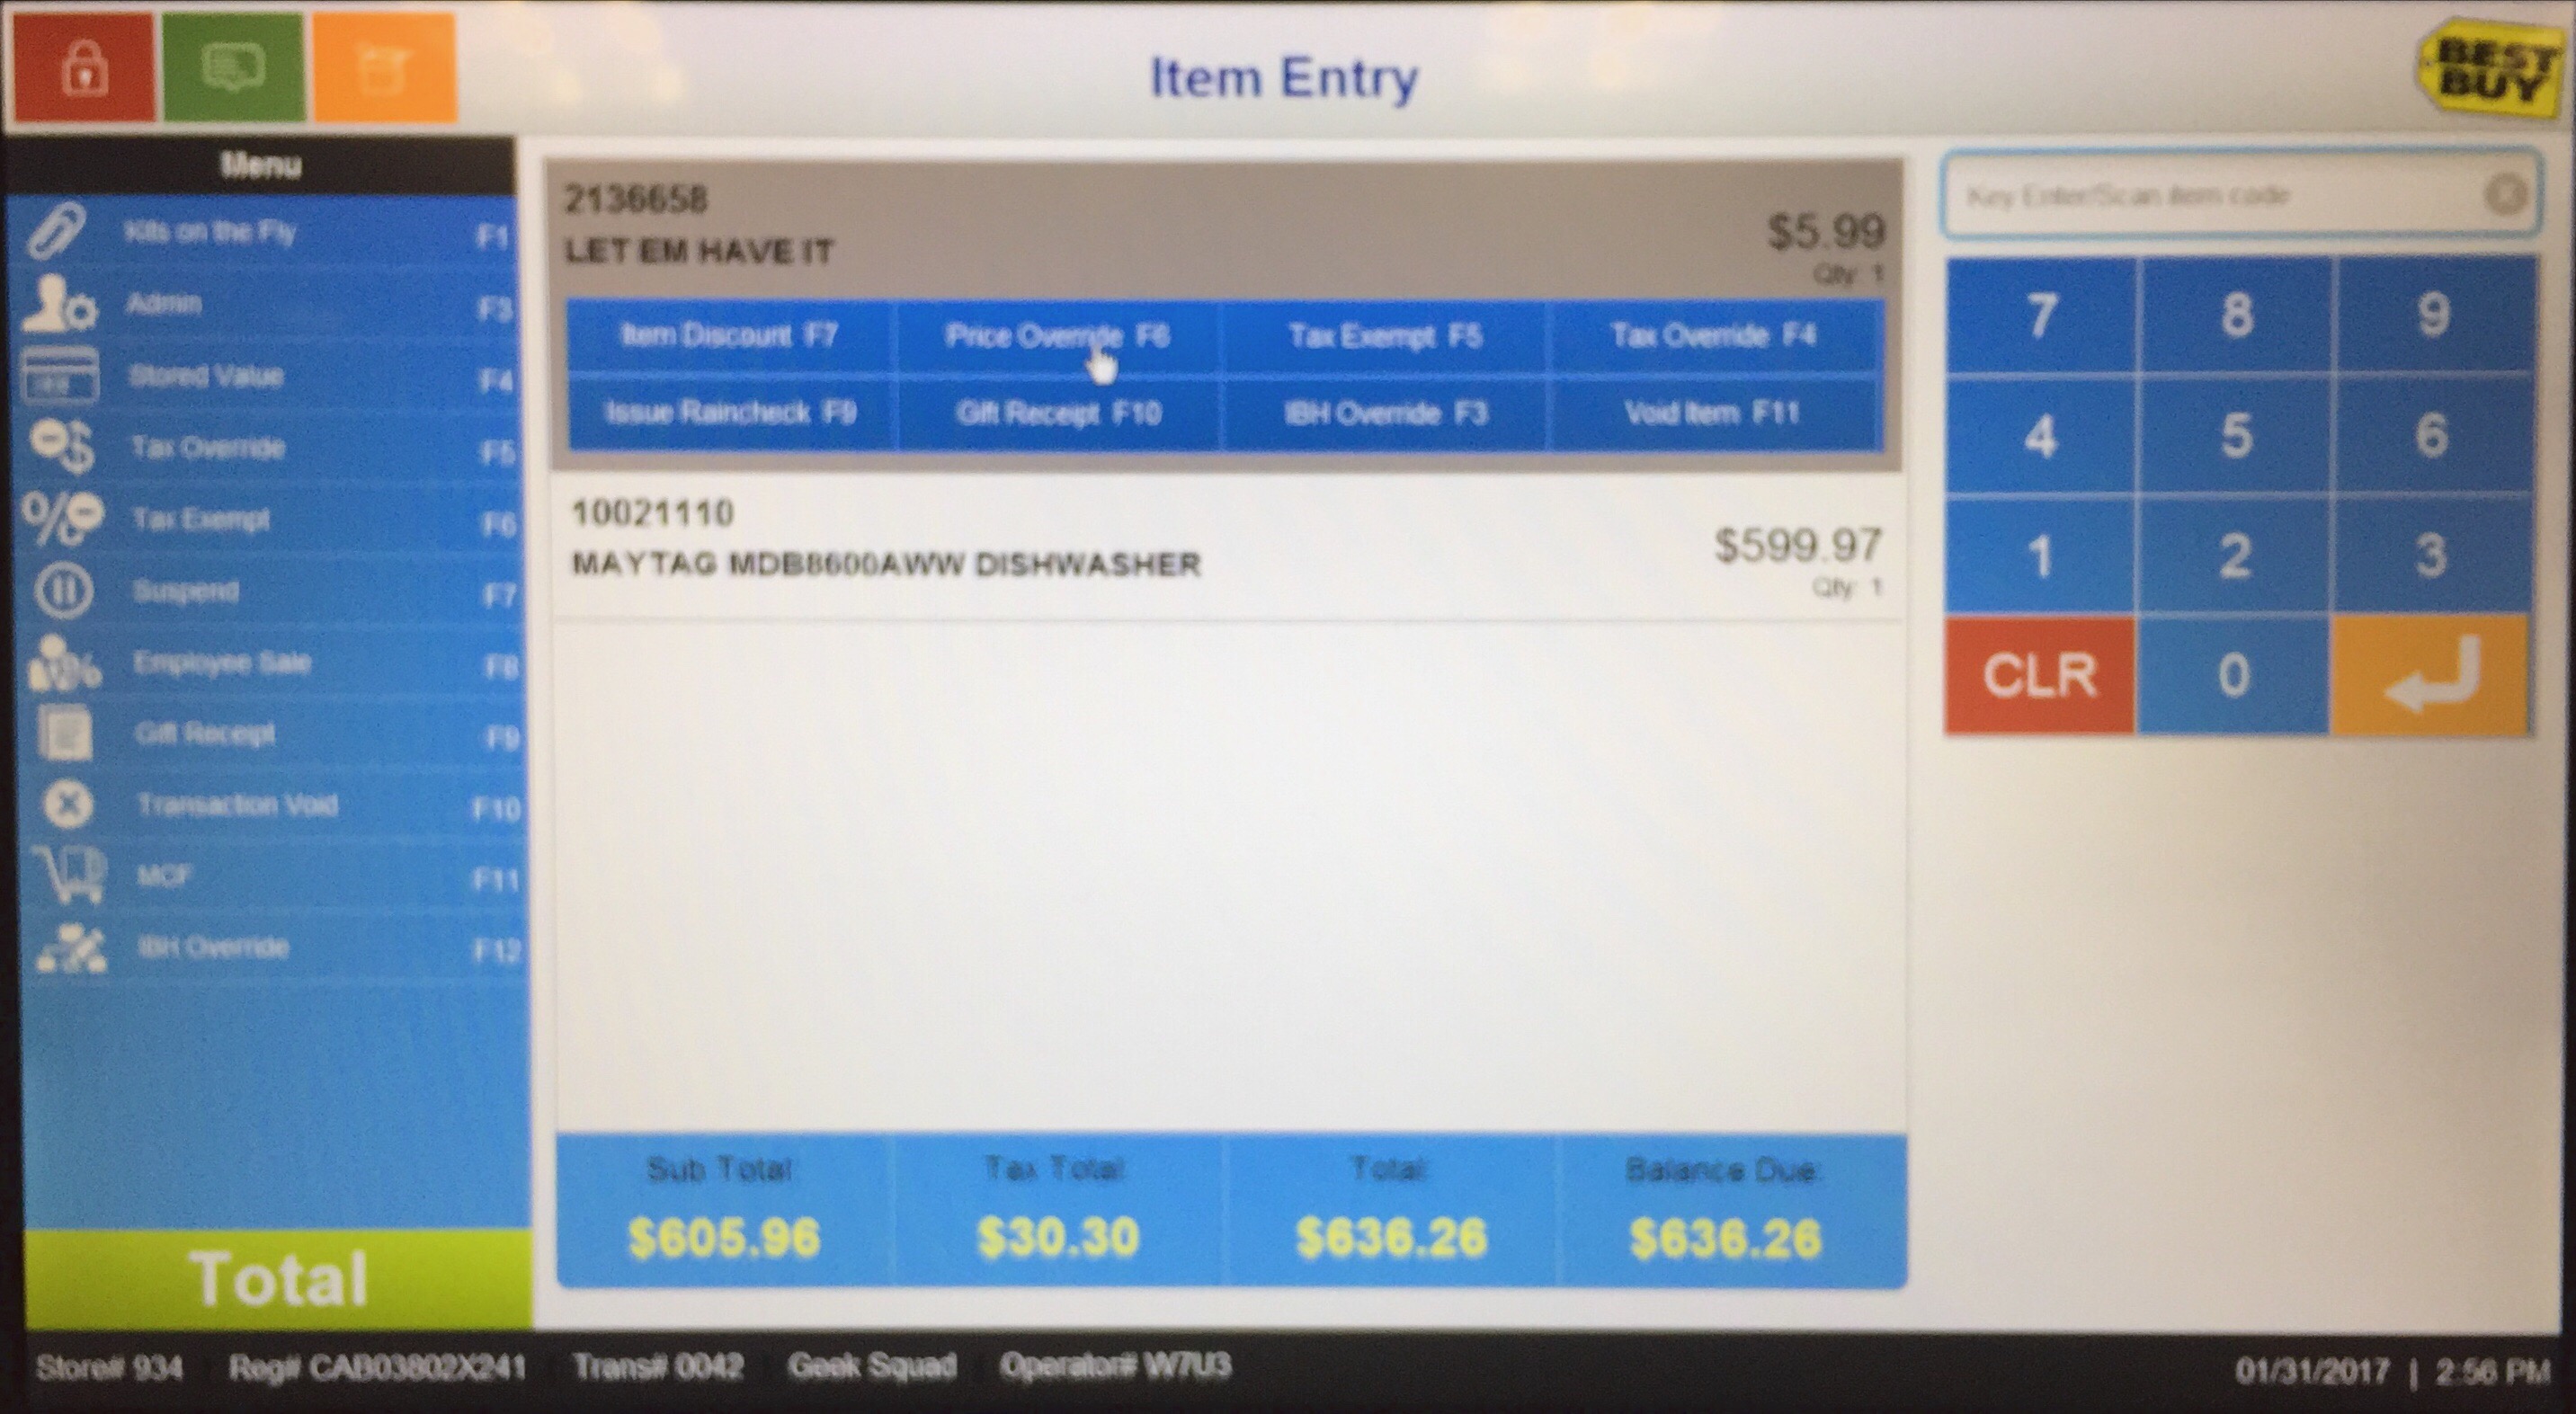 Item Entry
BEST
BUY
Menu
Kits on the Fly F1
Admin F3
Stored Value F4
Tax Override F5
Tax Exempt F6
Suspend F7
Employee Sale F8
Gift Receipt F9
Transaction Void F10
MCF F11
IBH Override F12
Total
2136658
LET EM HAVE IT
$5.99
Qty: 1
Item Discount F7 Price Override F6 Tax Exempt F5 Tax Override F4
Issue Raincheck F9 Gift Receipt F10 IBH Override F3 Void Item F11
10021110
MAYTAG MDB8600AWW DISHWASHER
$599.97
Qty: 1
Sub Total: Tax Total: Total: Balance Due:
$605.96 $30.30 $636.26 $636.26
Key Enter/Scan item code
7 8 9
4 5 6
1 2 3
CLR 0
Store# 934 Reg# CAB03802X241 Trans# 0042 Geek Squad Operator# W7U3 01/31/2017 | 2:56 PM